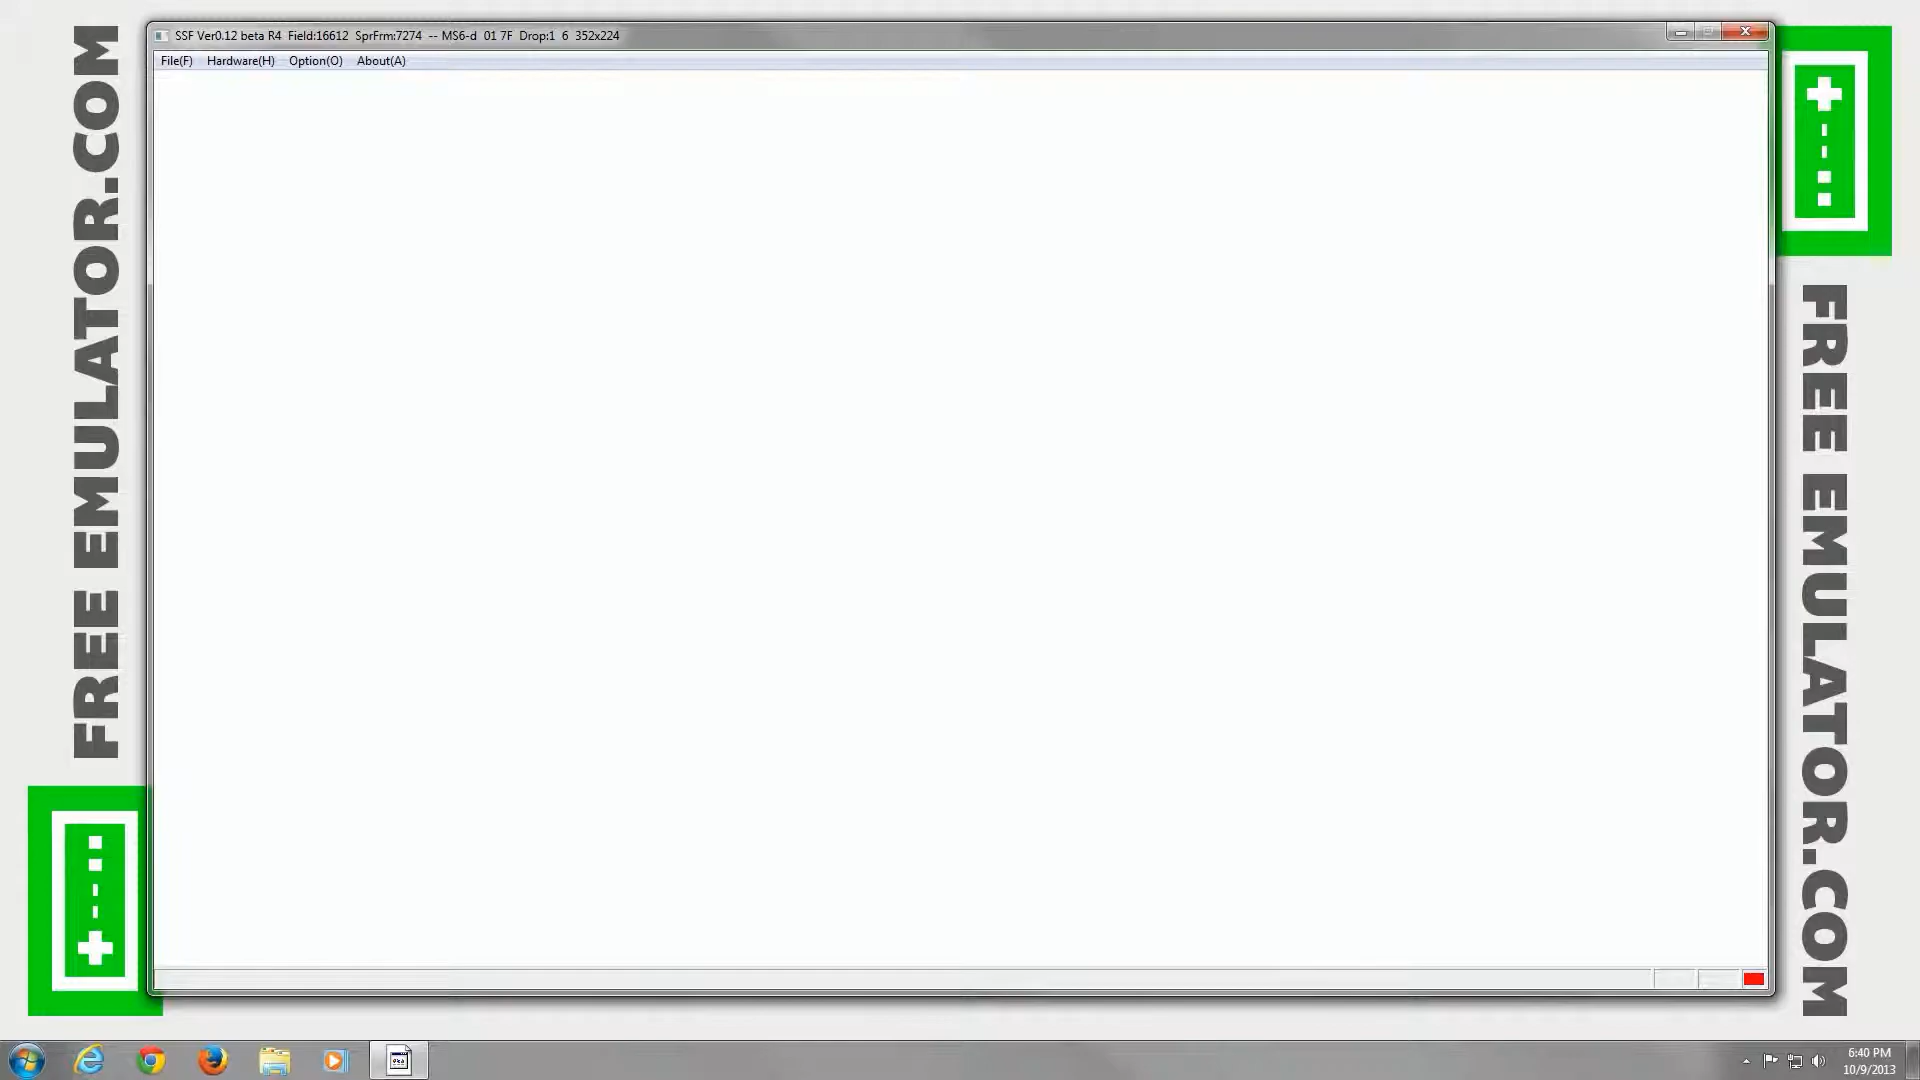 SSF Ver0.12 beta R4  Field:16612  SprFrm:7274  -- MS6-d  01 7F  Drop:1  6  352x224
File(F)  Hardware(H)  Option(O)  About(A)
FREE EMULATOR.COM
FREE EMULATOR.COM
6:40 PM
10/9/2013